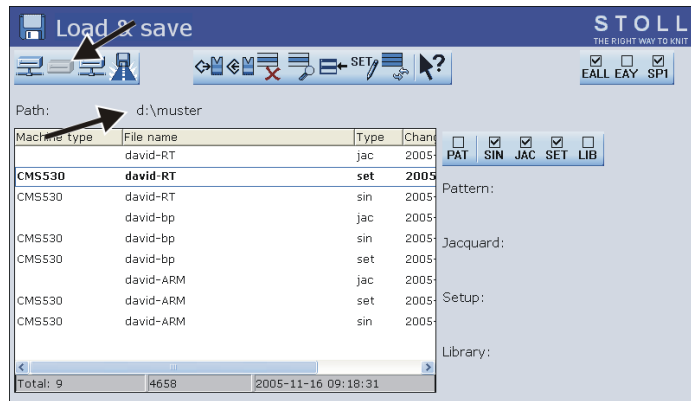 Load & save
STOLL
THE RIGHT WAY TO KNIT
SET
?
EALL EAY SP1
Path: d:\muster
Machine type File name Type Chang
david-RT jac 2005-
CMS530 david-RT set 2005
CMS530 david-RT sin 2005-
david-bp jac 2005-
CMS530 david-bp sin 2005-
CMS530 david-bp set 2005-
david-ARM jac 2005-
CMS530 david-ARM set 2005-
CMS530 david-ARM sin 2005-
Total: 9 4658 2005-11-16 09:18:31
PAT SIN JAC SET LIB
Pattern:
Jacquard:
Setup:
Library: